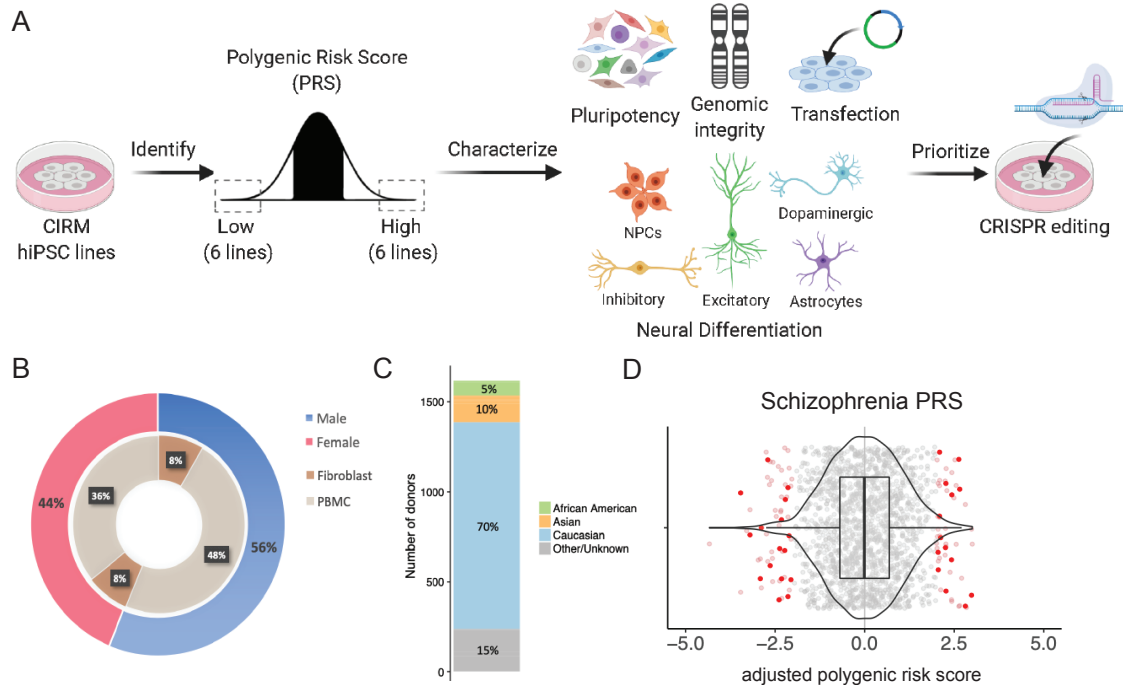 A
Polygenic Risk Score
(PRS)
Identify
Characterize
Prioritize
CIRM
hiPSC lines
Low
(6 lines)
High
(6 lines)
Pluripotency
Genomic
integrity
Transfection
NPCs
Dopaminergic
Inhibitory
Excitatory
Astrocytes
Neural Differentiation
CRISPR editing
B
44%
56%
8%
36%
48%
8%
Male
Female
Fibroblast
PBMC
C
Number of donors
1500
1000
500
0
5%
10%
70%
15%
African American
Asian
Caucasian
Other/Unknown
D
Schizophrenia PRS
−5.0
−2.5
0.0
2.5
5.0
adjusted polygenic risk score